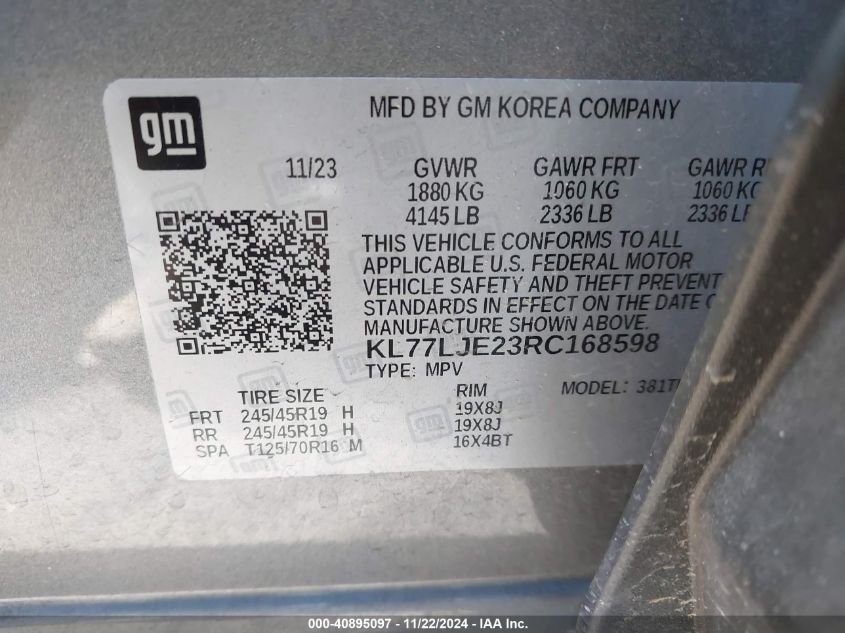 gm
MFD BY GM KOREA COMPANY
11/23 GVWR GAWR FRT GAWR
1880 KG 1060 KG 1060 KG
4145 LB 2336 LB 2336 LB
THIS VEHICLE CONFORMS TO ALL
APPLICABLE U.S. FEDERAL MOTOR
VEHICLE SAFETY AND THEFT PREVENT
STANDARDS IN EFFECT ON THE DATE
MANUFACTURE SHOWN ABOVE.
KL77LJE23RC168598
TYPE: MPV MODEL: 381T
TIRE SIZE RIM
FRT 245/45R19 H 19X8J
RR 245/45R19 H 19X8J
SPA T125/70R16 M 16X4BT
000-40895097 - 11/22/2024 - IAAI Inc.